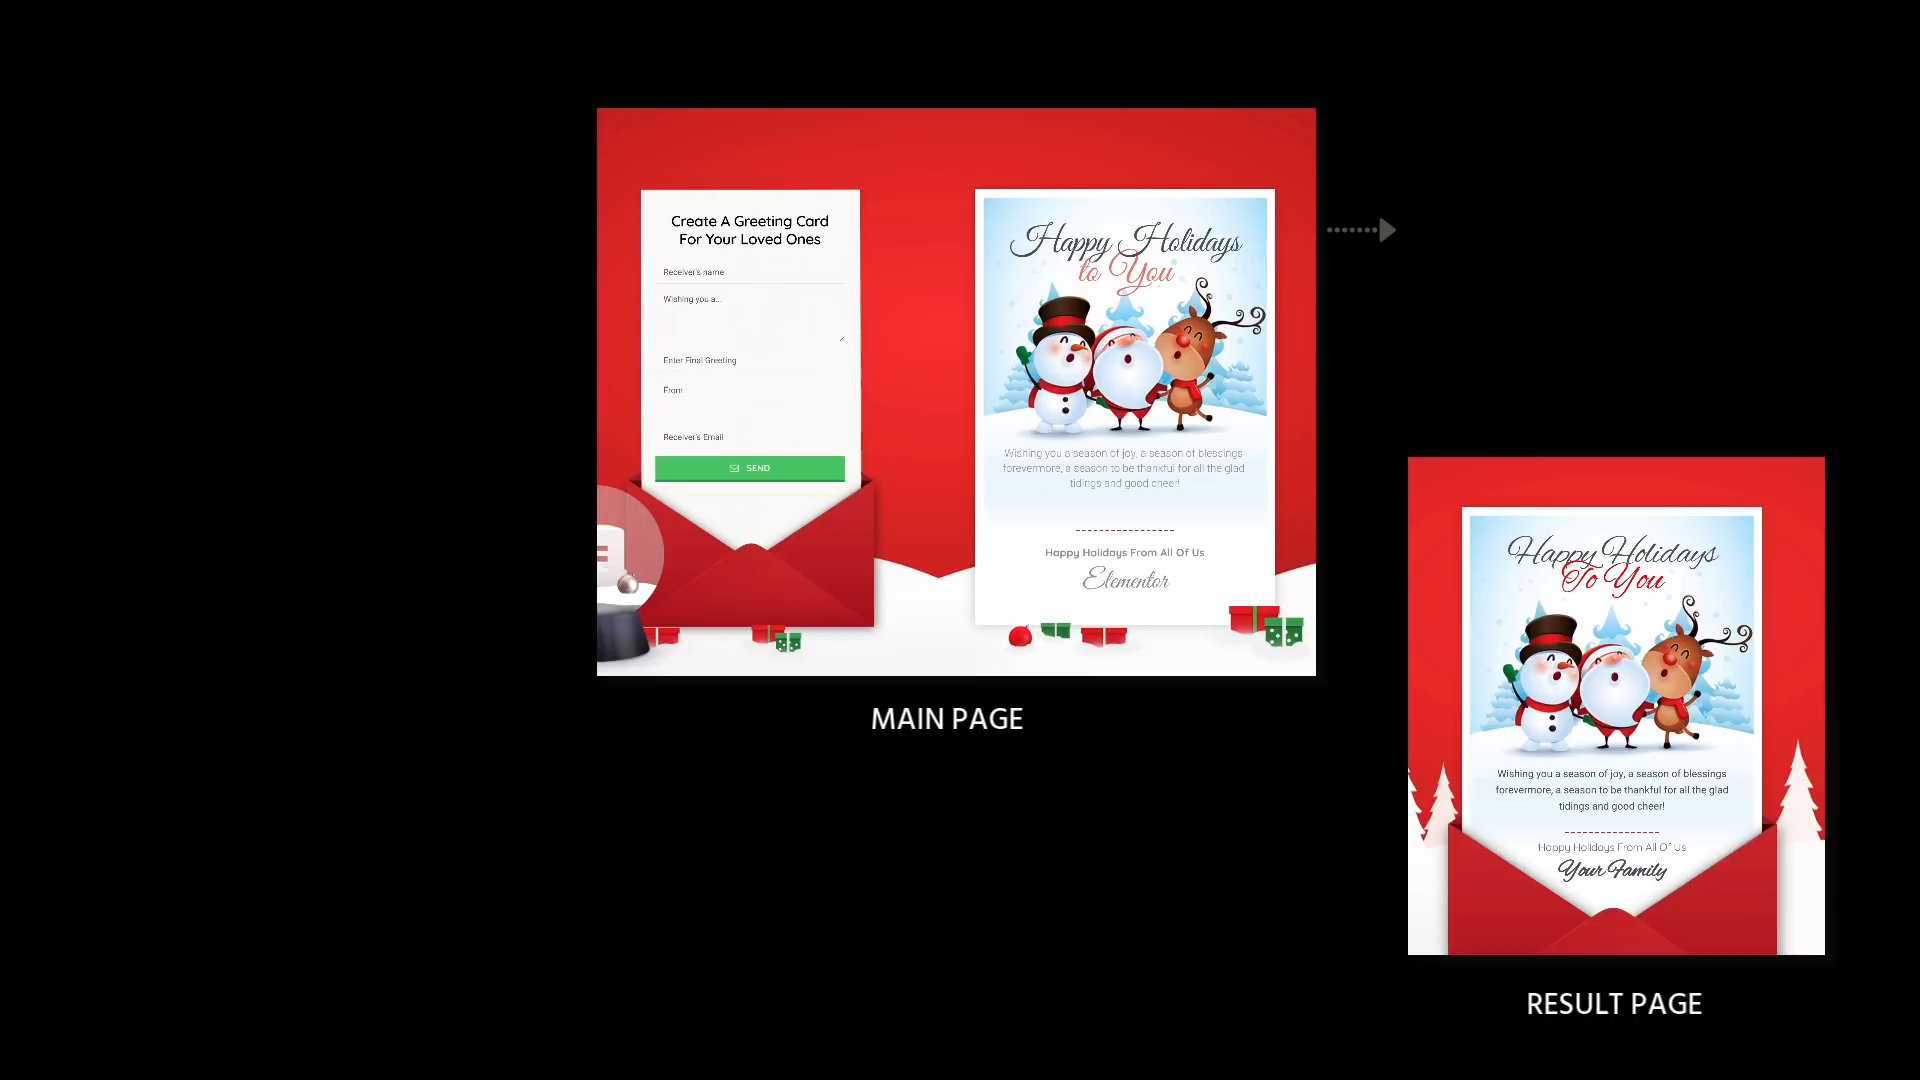 Create A Greeting Card
For Your Loved Ones
Receiver's name
Wishing you a...
Enter Final Greeting
From
Receiver's Email
SEND
Happy Holidays
to You
Wishing you a season of joy, a season of blessings
forevermore, a season to be thankful for all the glad
tidings and good cheer!
Happy Holidays From All Of Us
Elementor
MAIN PAGE
Happy Holidays
To You
Wishing you a season of joy, a season of blessings
forevermore, a season to be thankful for all the glad
tidings and good cheer!
Happy Holidays From All Of Us
Your Family
RESULT PAGE